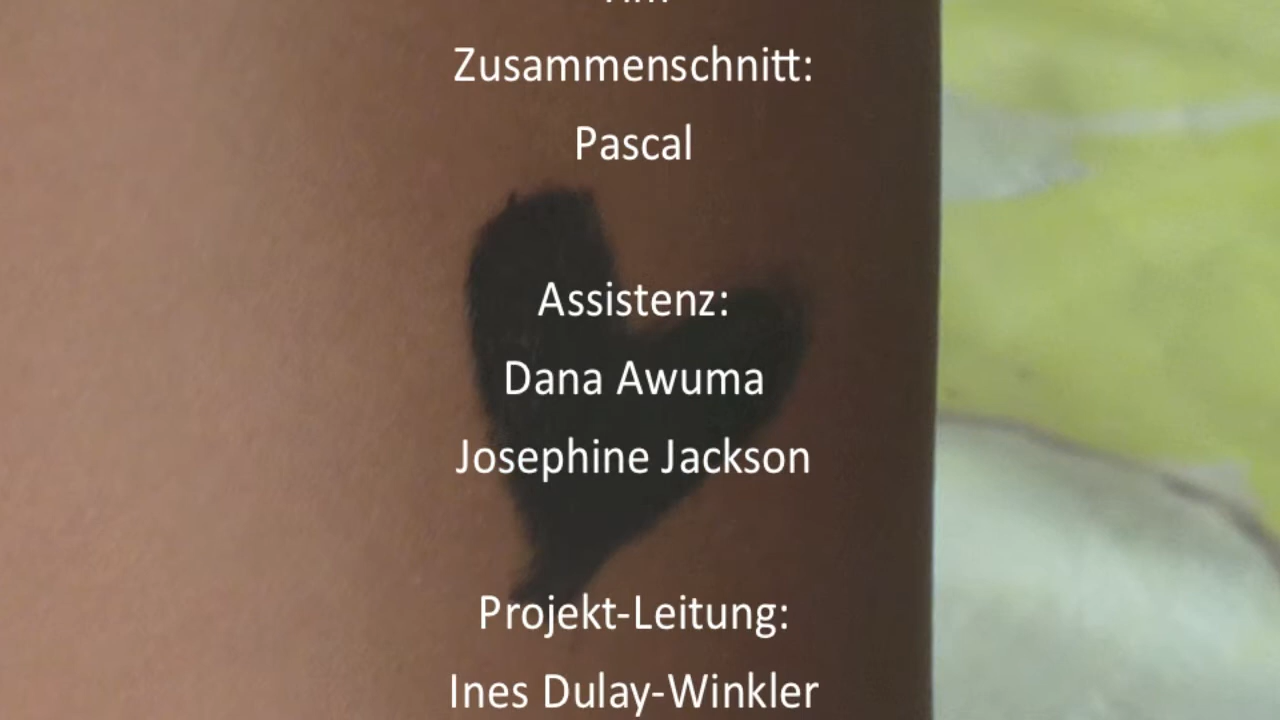 Zusammenschnitt:
Pascal
Assistenz:
Dana Awuma
Josephine Jackson
Projekt-Leitung:
Ines Dulay-Winkler